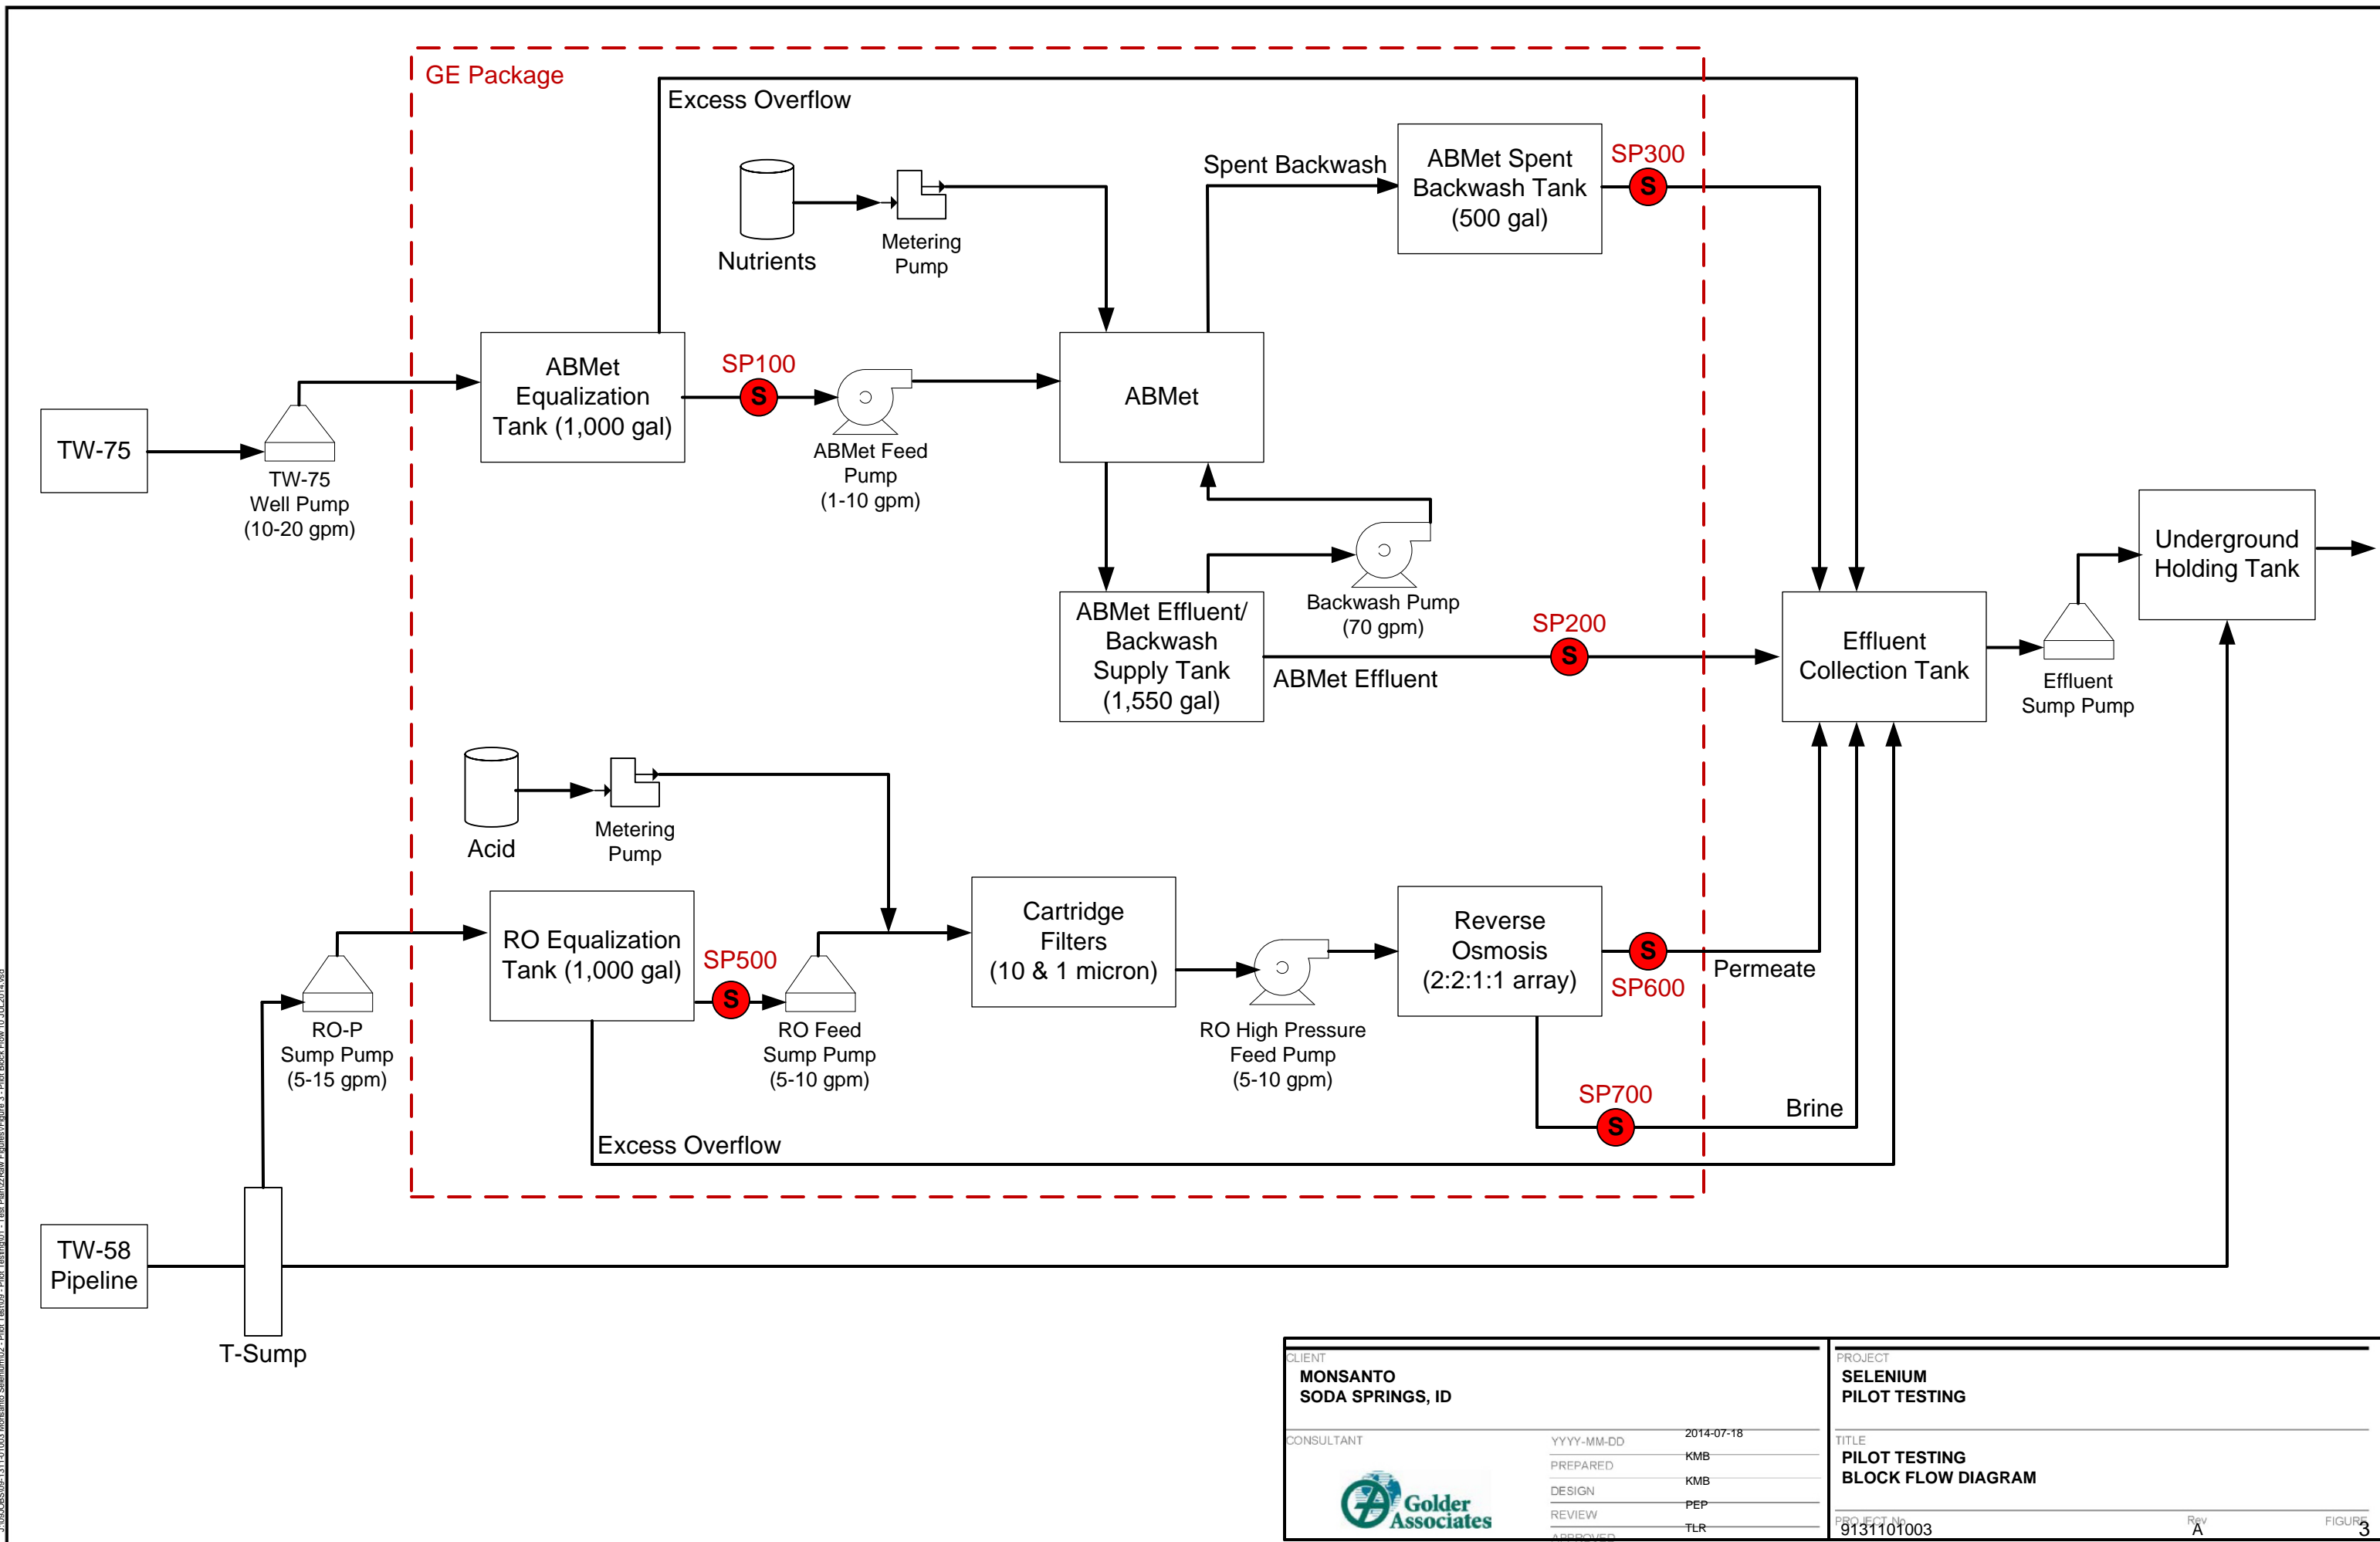 GE Package
Excess Overflow
Nutrients
Metering
Pump
Spent Backwash
ABMet Spent
Backwash Tank
(500 gal)
SP300
S
TW-75
TW-75
Well Pump
(10-20 gpm)
ABMet
Equalization
Tank (1,000 gal)
SP100
S
ABMet Feed
Pump
(1-10 gpm)
ABMet
Backwash Pump
(70 gpm)
ABMet Effluent/
Backwash
Supply Tank
(1,550 gal)
SP200
S
ABMet Effluent
Effluent
Collection Tank
Effluent
Sump Pump
Underground
Holding Tank
Acid
Metering
Pump
RO-P
Sump Pump
(5-15 gpm)
RO Equalization
Tank (1,000 gal)
SP500
S
RO Feed
Sump Pump
(5-10 gpm)
Cartridge
Filters
(10 & 1 micron)
RO High Pressure
Feed Pump
(5-10 gpm)
Reverse
Osmosis
(2:2:1:1 array)
S
SP600
Permeate
SP700
S
Brine
Excess Overflow
TW-58
Pipeline
T-Sump
CLIENT
MONSANTO
SODA SPRINGS, ID
PROJECT
SELENIUM
PILOT TESTING
CONSULTANT
Golder
Associates
YYYY-MM-DD 2014-07-18
PREPARED KMB
DESIGN KMB
REVIEW PEP
APPROVED TLR
TITLE
PILOT TESTING
BLOCK FLOW DIAGRAM
PROJECT No. 9131101003
Rev A
FIGURE 3